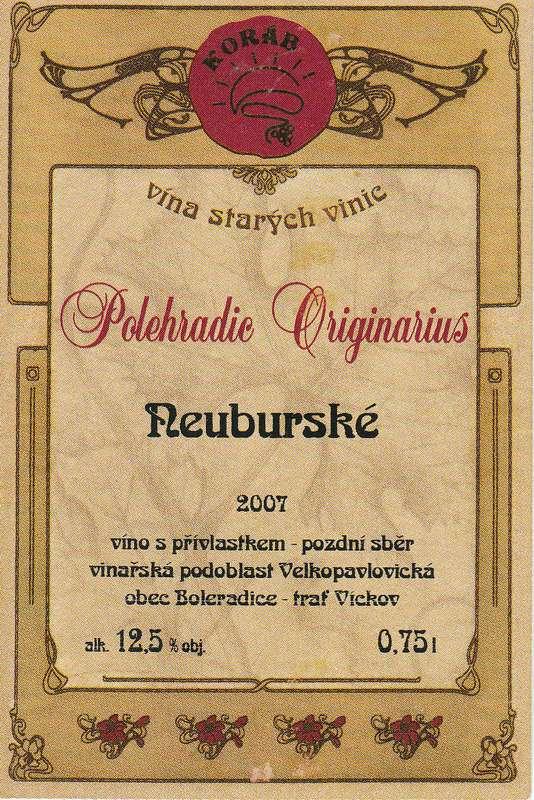 KORÁB
vína starých vinic
Polehradic Originarius
Neuburské
2007
víno s přívlastkem - pozdní sběr
vinařská podoblast Velkopavlovická
obec Boleradice - trať Víckov
alk. 12,5 % obj. 0,75 l